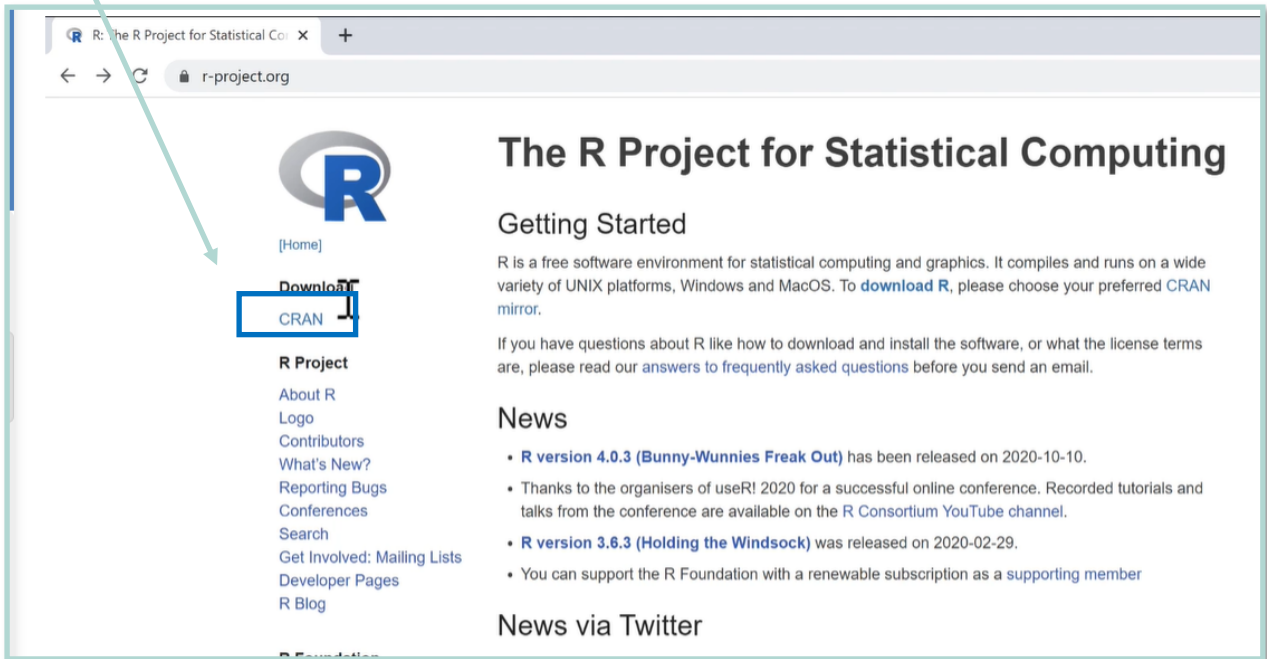 R: The R Project for Statistical Co
r-project.org
R
[Home]
Download
CRAN
R Project
About R
Logo
Contributors
What's New?
Reporting Bugs
Conferences
Search
Get Involved: Mailing Lists
Developer Pages
R Blog
The R Project for Statistical Computing
Getting Started
R is a free software environment for statistical computing and graphics. It compiles and runs on a wide
variety of UNIX platforms, Windows and MacOS. To download R, please choose your preferred CRAN
mirror.
If you have questions about R like how to download and install the software, or what the license terms
are, please read our answers to frequently asked questions before you send an email.
News
• R version 4.0.3 (Bunny-Wunnies Freak Out) has been released on 2020-10-10.
• Thanks to the organisers of useR! 2020 for a successful online conference. Recorded tutorials and
talks from the conference are available on the R Consortium YouTube channel.
• R version 3.6.3 (Holding the Windsock) was released on 2020-02-29.
• You can support the R Foundation with a renewable subscription as a supporting member
News via Twitter